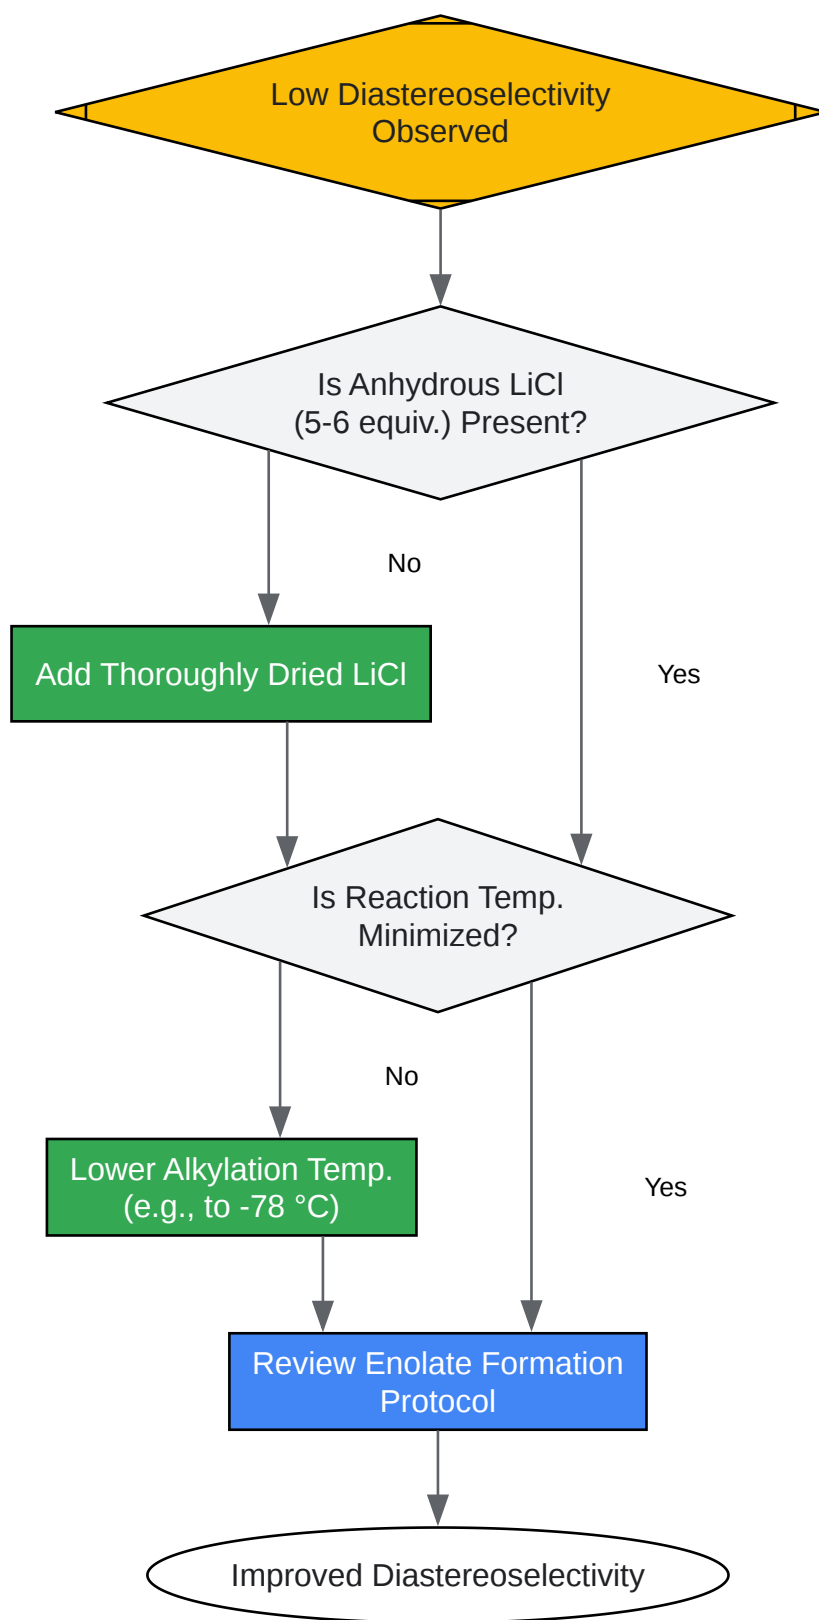 Low Diastereoselectivity
Observed
Is Anhydrous LiCl
(5-6 equiv.) Present?
No
Add Thoroughly Dried LiCl
Yes
Is Reaction Temp.
Minimized?
No
Lower Alkylation Temp.
(e.g., to -78 °C)
Yes
Review Enolate Formation
Protocol
Improved Diastereoselectivity